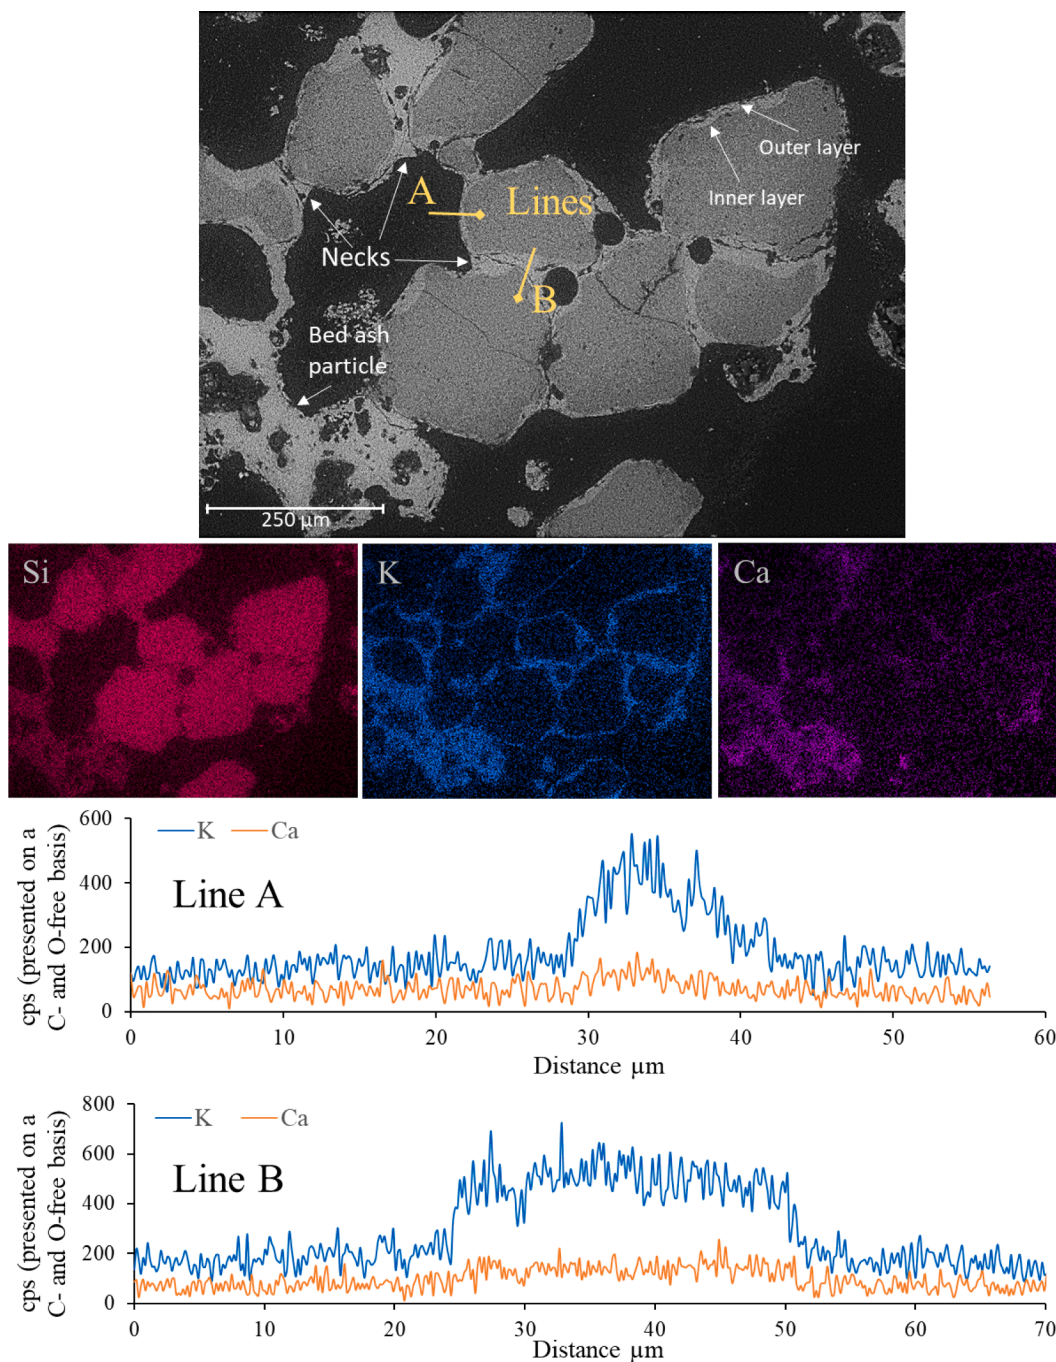 Outer layer
Inner layer
A
Lines
Necks
B
Bed ash
particle
250 µm
Si
K
Ca
cps (presented on a
C- and O-free basis)
600
400
200
0
K
Ca
Line A
0
10
20
30
40
50
60
Distance µm
cps (presented on a
C- and O-free basis)
800
600
400
200
0
K
Ca
Line B
0
10
20
30
40
50
60
70
Distance µm